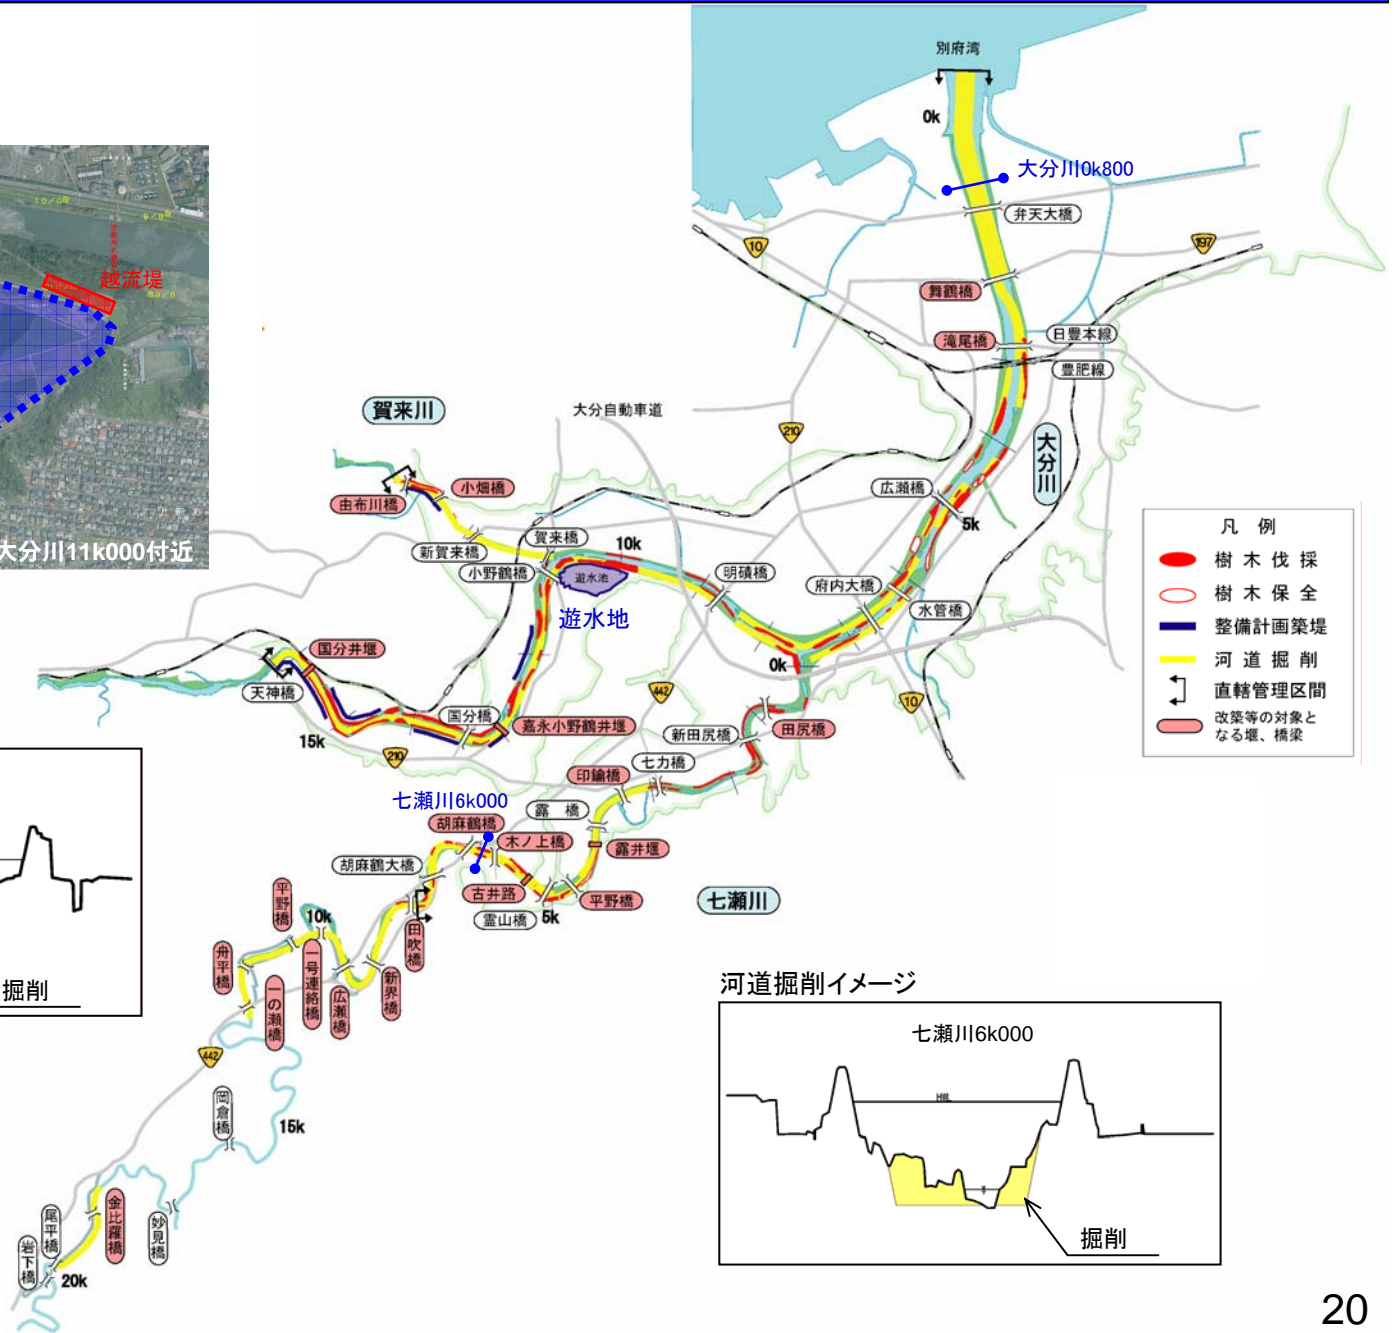 別府湾
0k
大分川0k800
弁天大橋
10
197
舞鶴橋
滝尾橋
日豊本線
豊肥線
越流堤
大分川11k000付近
賀来川
大分自動車道
210
大分川
広瀬橋
5k
小畑橋
由布川橋
新賀来橋
賀来橋
10k
小野鶴橋
遊水池
遊水地
明磧橋
府内大橋
水管橋
0k
凡 例
樹 木 伐 採
樹 木 保 全
整備計画築堤
河 道 掘 削
直轄管理区間
改築等の対象と
なる堰、橋梁
国分井堰
天神橋
15k
国分橋
嘉永小野鶴井堰
210
442
10
新田尻橋
田尻橋
七力橋
印鑰橋
七瀬川6k000
露 橋
胡麻鶴橋
木ノ上橋
露井堰
胡麻鶴大橋
古井路
平野橋
霊山橋
5k
七瀬川
平野橋
10k
舟平橋
一の瀬橋
一号連絡橋
広瀬橋
新界橋
田吹橋
掘削
442
岡倉橋
15k
金比羅橋
妙見橋
尾平橋
岩下橋
20k
河道掘削イメージ
七瀬川6k000
HWL
掘削
20